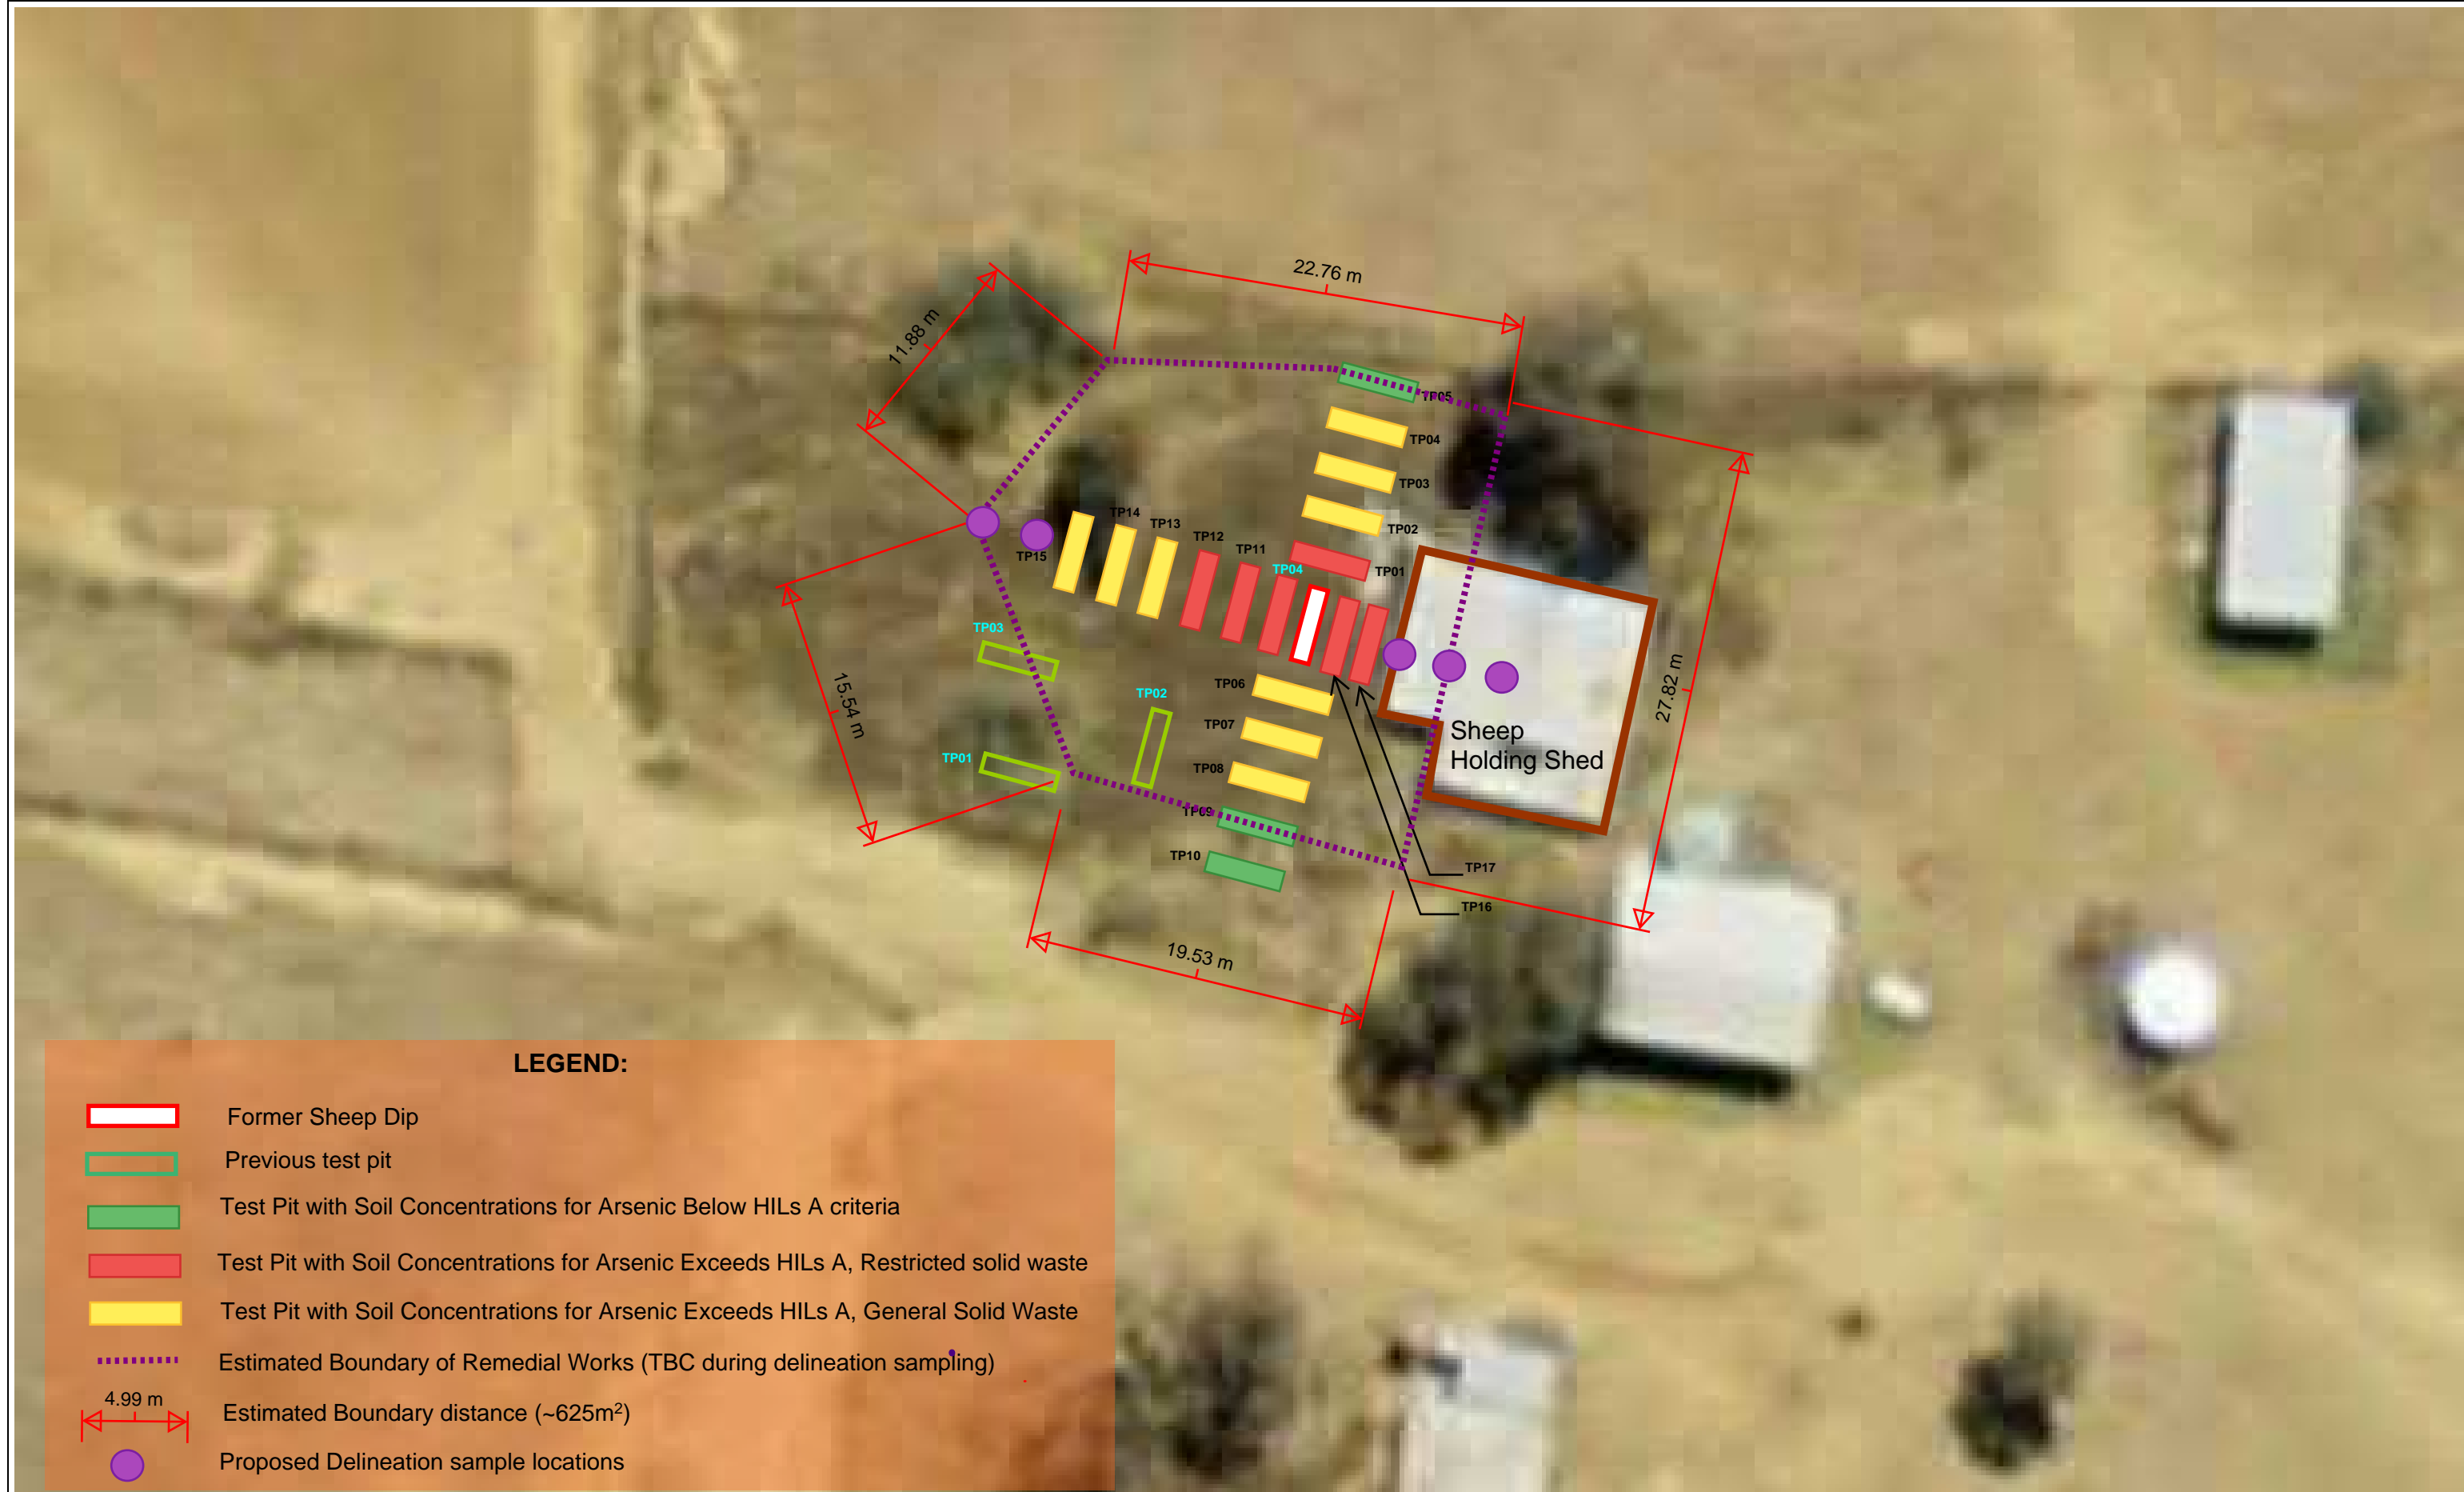 22.76 m
11.88 m
TP05
TP04
TP03
TP02
TP14
TP13
TP12
TP11
TP15
TP04
TP01
TP03
TP06
TP02
15.54 m
27.82 m
TP07
Sheep
Holding Shed
TP01
TP08
TP09
TP10
TP17
TP16
19.53 m
LEGEND:
Former Sheep Dip
Previous test pit
Test Pit with Soil Concentrations for Arsenic Below HILs A criteria
Test Pit with Soil Concentrations for Arsenic Exceeds HILs A, Restricted solid waste
Test Pit with Soil Concentrations for Arsenic Exceeds HILs A, General Solid Waste
Estimated Boundary of Remedial Works (TBC during delineation sampling)
4.99 m
Estimated Boundary distance (~625m²)
Proposed Delineation sample locations